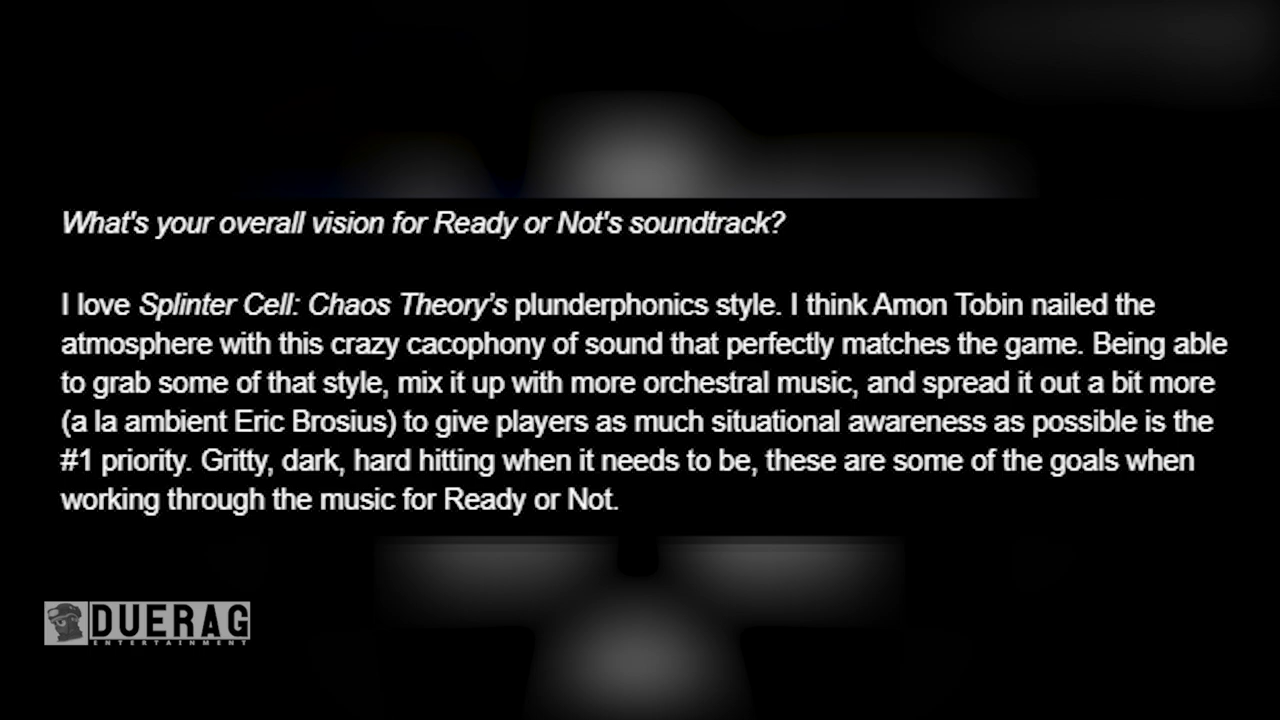 What's your overall vision for Ready or Not's soundtrack?
I love Splinter Cell: Chaos Theory's plunderphonics style. I think Amon Tobin nailed the
atmosphere with this crazy cacophony of sound that perfectly matches the game. Being able
to grab some of that style, mix it up with more orchestral music, and spread it out a bit more
(a la ambient Eric Brosius) to give players as much situational awareness as possible is the
#1 priority. Gritty, dark, hard hitting when it needs to be, these are some of the goals when
working through the music for Ready or Not.
DUERAG
ENTERTAINMENT